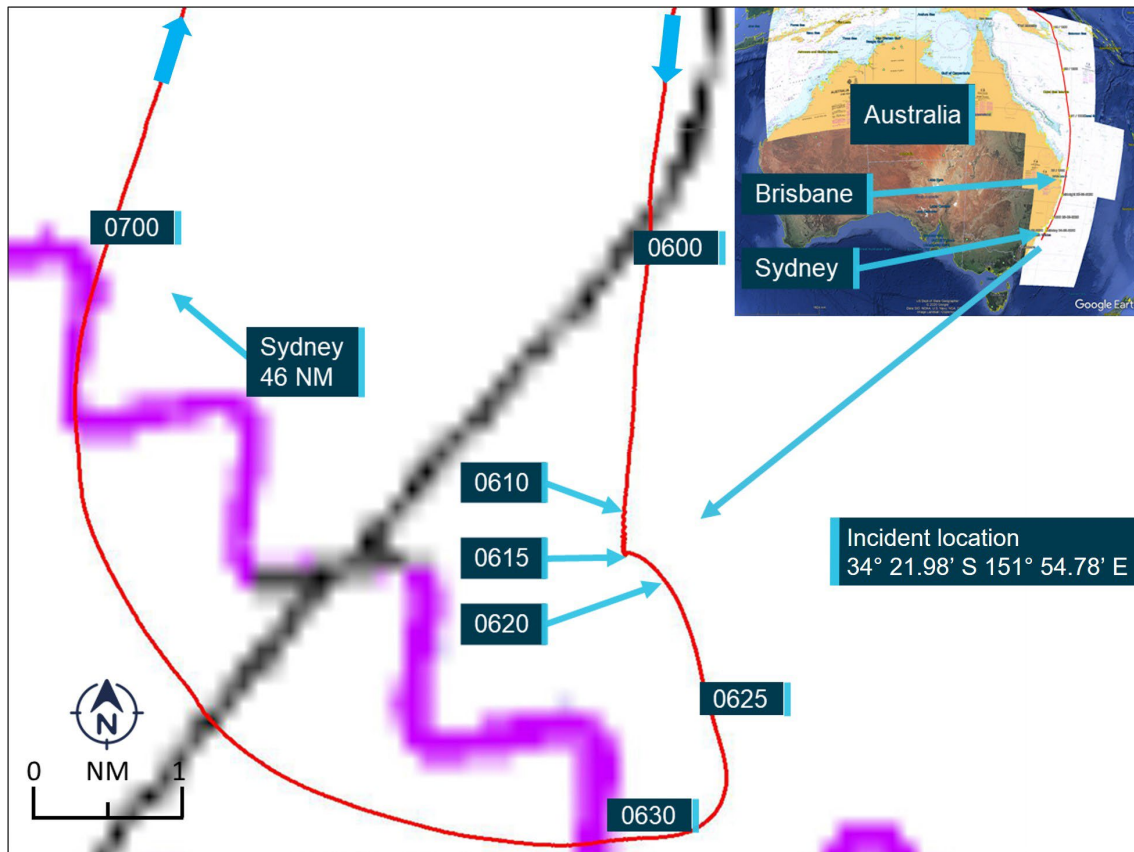 Australia
Brisbane
Sydney
Google Eart
0700
0600
Sydney
46 NM
0610
0615
0620
Incident location
34° 21.98’ S 151° 54.78’ E
0625
N
0 NM 1
0630